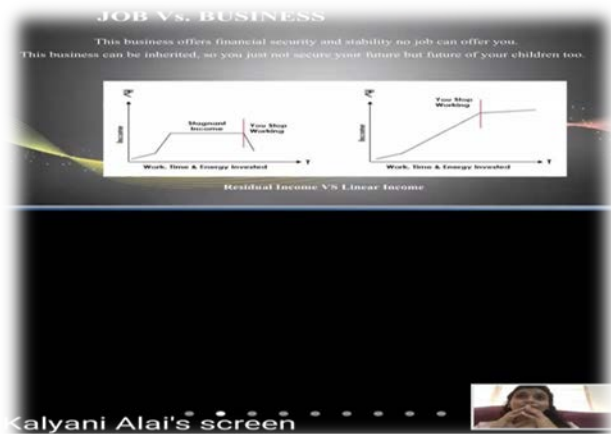 JOB Vs. BUSINESS
This business offers financial security and stability no job can offer you.
This business can be inherited, so you just not secure your future but future of your children too.
Stagnant
Income
You Stop
Working
Income
T
Work, Time & Energy Invested
You Stop
Working
Income
T
Work, Time & Energy Invested
Residual Income VS Linear Income
Kalyani Alai's screen